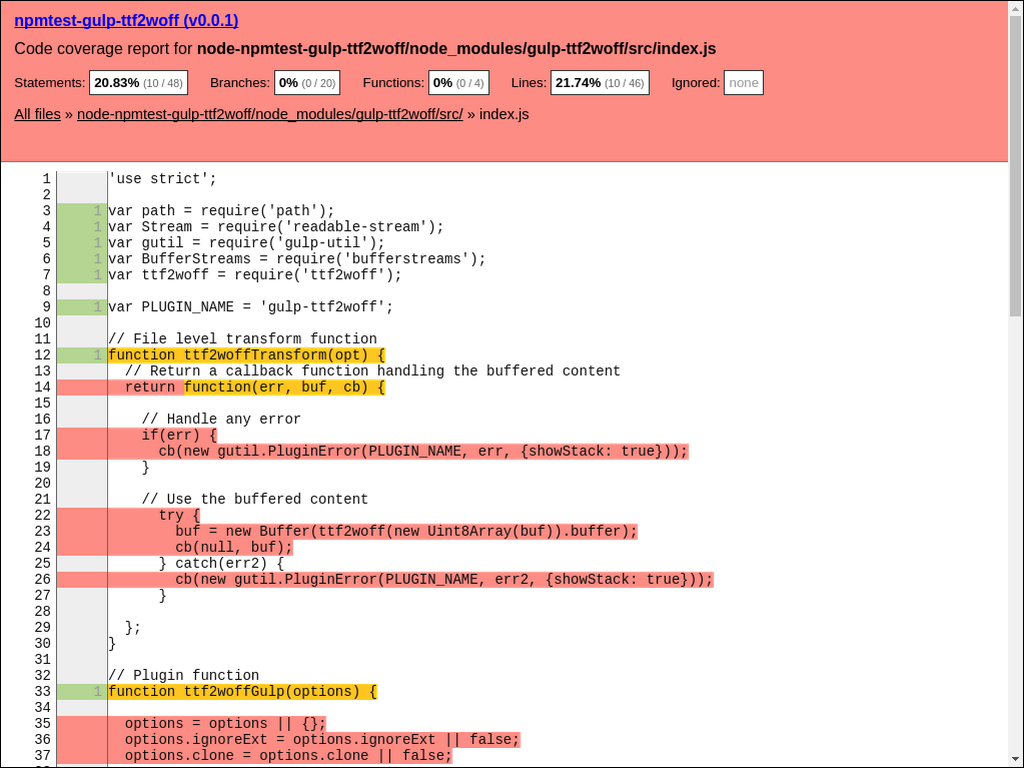 npmtest-gulp-ttf2woff (v0.0.1)
Code coverage report for node-npmtest-gulp-ttf2woff/node_modules/gulp-ttf2woff/src/index.js
Statements: 20.83% (10 / 48) Branches: 0% (0 / 20) Functions: 0% (0 / 4) Lines: 21.74% (10 / 46) Ignored: none
All files » node-npmtest-gulp-ttf2woff/node_modules/gulp-ttf2woff/src/ » index.js
1 'use strict';
2
3 1 var path = require('path');
4 1 var Stream = require('readable-stream');
5 1 var gutil = require('gulp-util');
6 1 var BufferStreams = require('bufferstreams');
7 1 var ttf2woff = require('ttf2woff');
8
9 1 var PLUGIN_NAME = 'gulp-ttf2woff';
10
11 // File level transform function
12 1 function ttf2woffTransform(opt) {
13 // Return a callback function handling the buffered content
14 return function(err, buf, cb) {
15
16 // Handle any error
17 if(err) {
18 cb(new gutil.PluginError(PLUGIN_NAME, err, {showStack: true}));
19 }
20
21 // Use the buffered content
22 try {
23 buf = new Buffer(ttf2woff(new Uint8Array(buf)).buffer);
24 cb(null, buf);
25 } catch(err2) {
26 cb(new gutil.PluginError(PLUGIN_NAME, err2, {showStack: true}));
27 }
28
29 };
30 }
31
32 // Plugin function
33 1 function ttf2woffGulp(options) {
34
35 options = options || {};
36 options.ignoreExt = options.ignoreExt || false;
37 options.clone = options.clone || false;